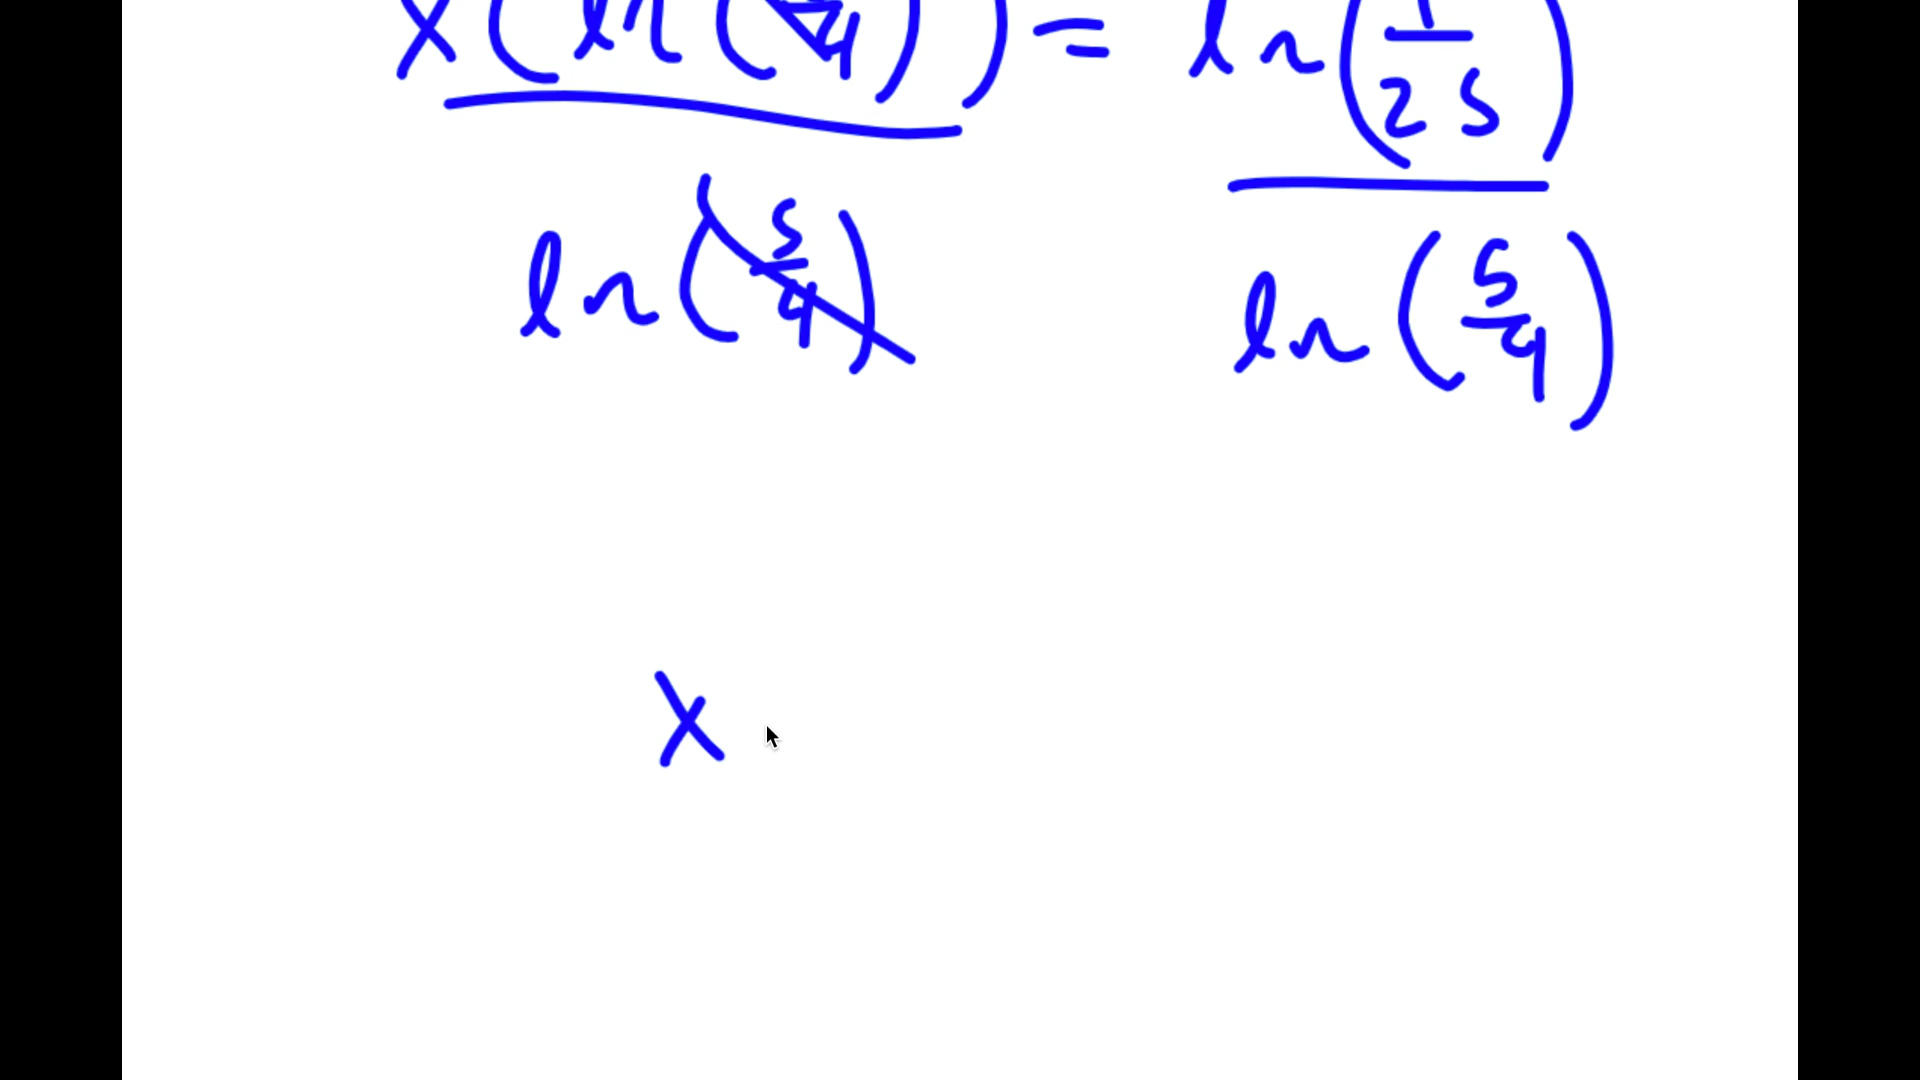 x(ln(5/4)) = ln(1/25)
ln(5/4) ln(5/4)
x